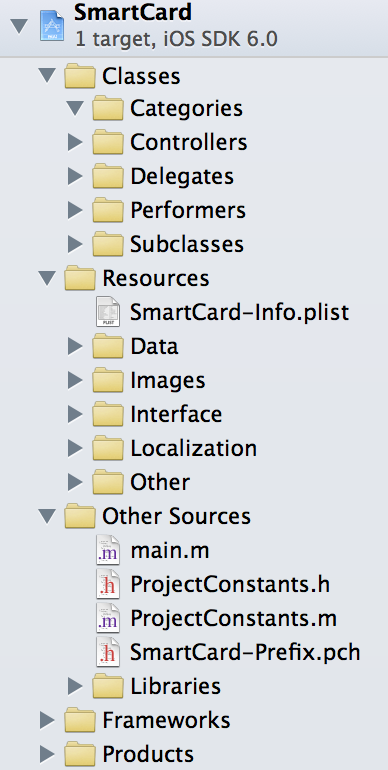 SmartCard
1 target, iOS SDK 6.0
Classes
Categories
Controllers
Delegates
Performers
Subclasses
Resources
SmartCard-Info.plist
Data
Images
Interface
Localization
Other
Other Sources
.m main.m
.h ProjectConstants.h
.m ProjectConstants.m
.h SmartCard-Prefix.pch
Libraries
Frameworks
Products